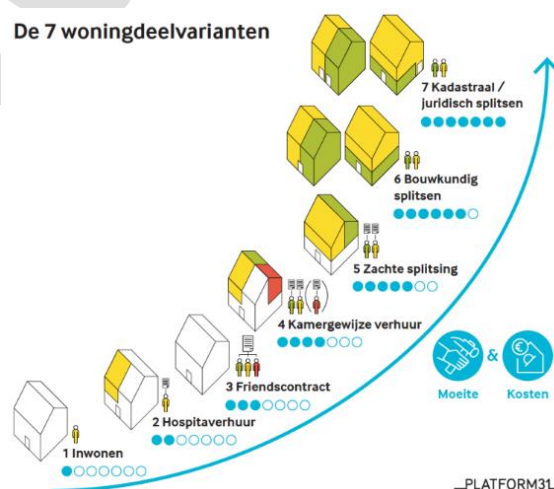 De 7 woningdeelvarianten
7 Kadastraal /
juridisch splitsen
6 Bouwkundig
splitsen
5 Zachte splitsing
4 Kamergewijze verhuur
3 Friendscontract
2 Hospitaverhuur
1 Inwonen
&
€
Moeite
Kosten
_PLATFORM31_